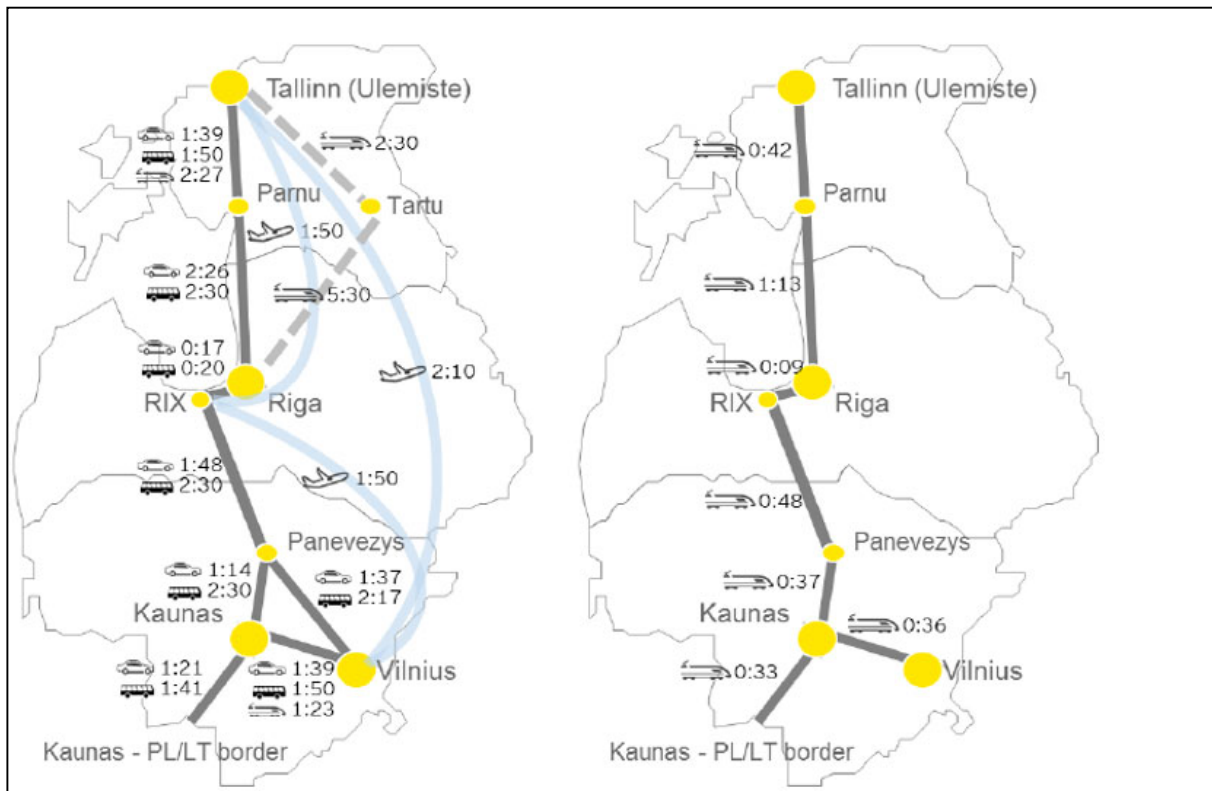 Tallinn (Ulemiste)
1:39
1:50
2:27
2:30
Parnu
Tartu
1:50
2:26
2:30
5:30
0:17
0:20
2:10
RIX
Riga
1:48
2:30
1:50
Panevezys
1:14
2:30
1:37
2:17
Kaunas
1:21
1:41
1:39
1:50
1:23
Vilnius
Kaunas - PL/LT border
Tallinn (Ulemiste)
0:42
Parnu
1:13
0:09
RIX
Riga
0:48
Panevezys
0:37
Kaunas
0:36
0:33
Vilnius
Kaunas - PL/LT border